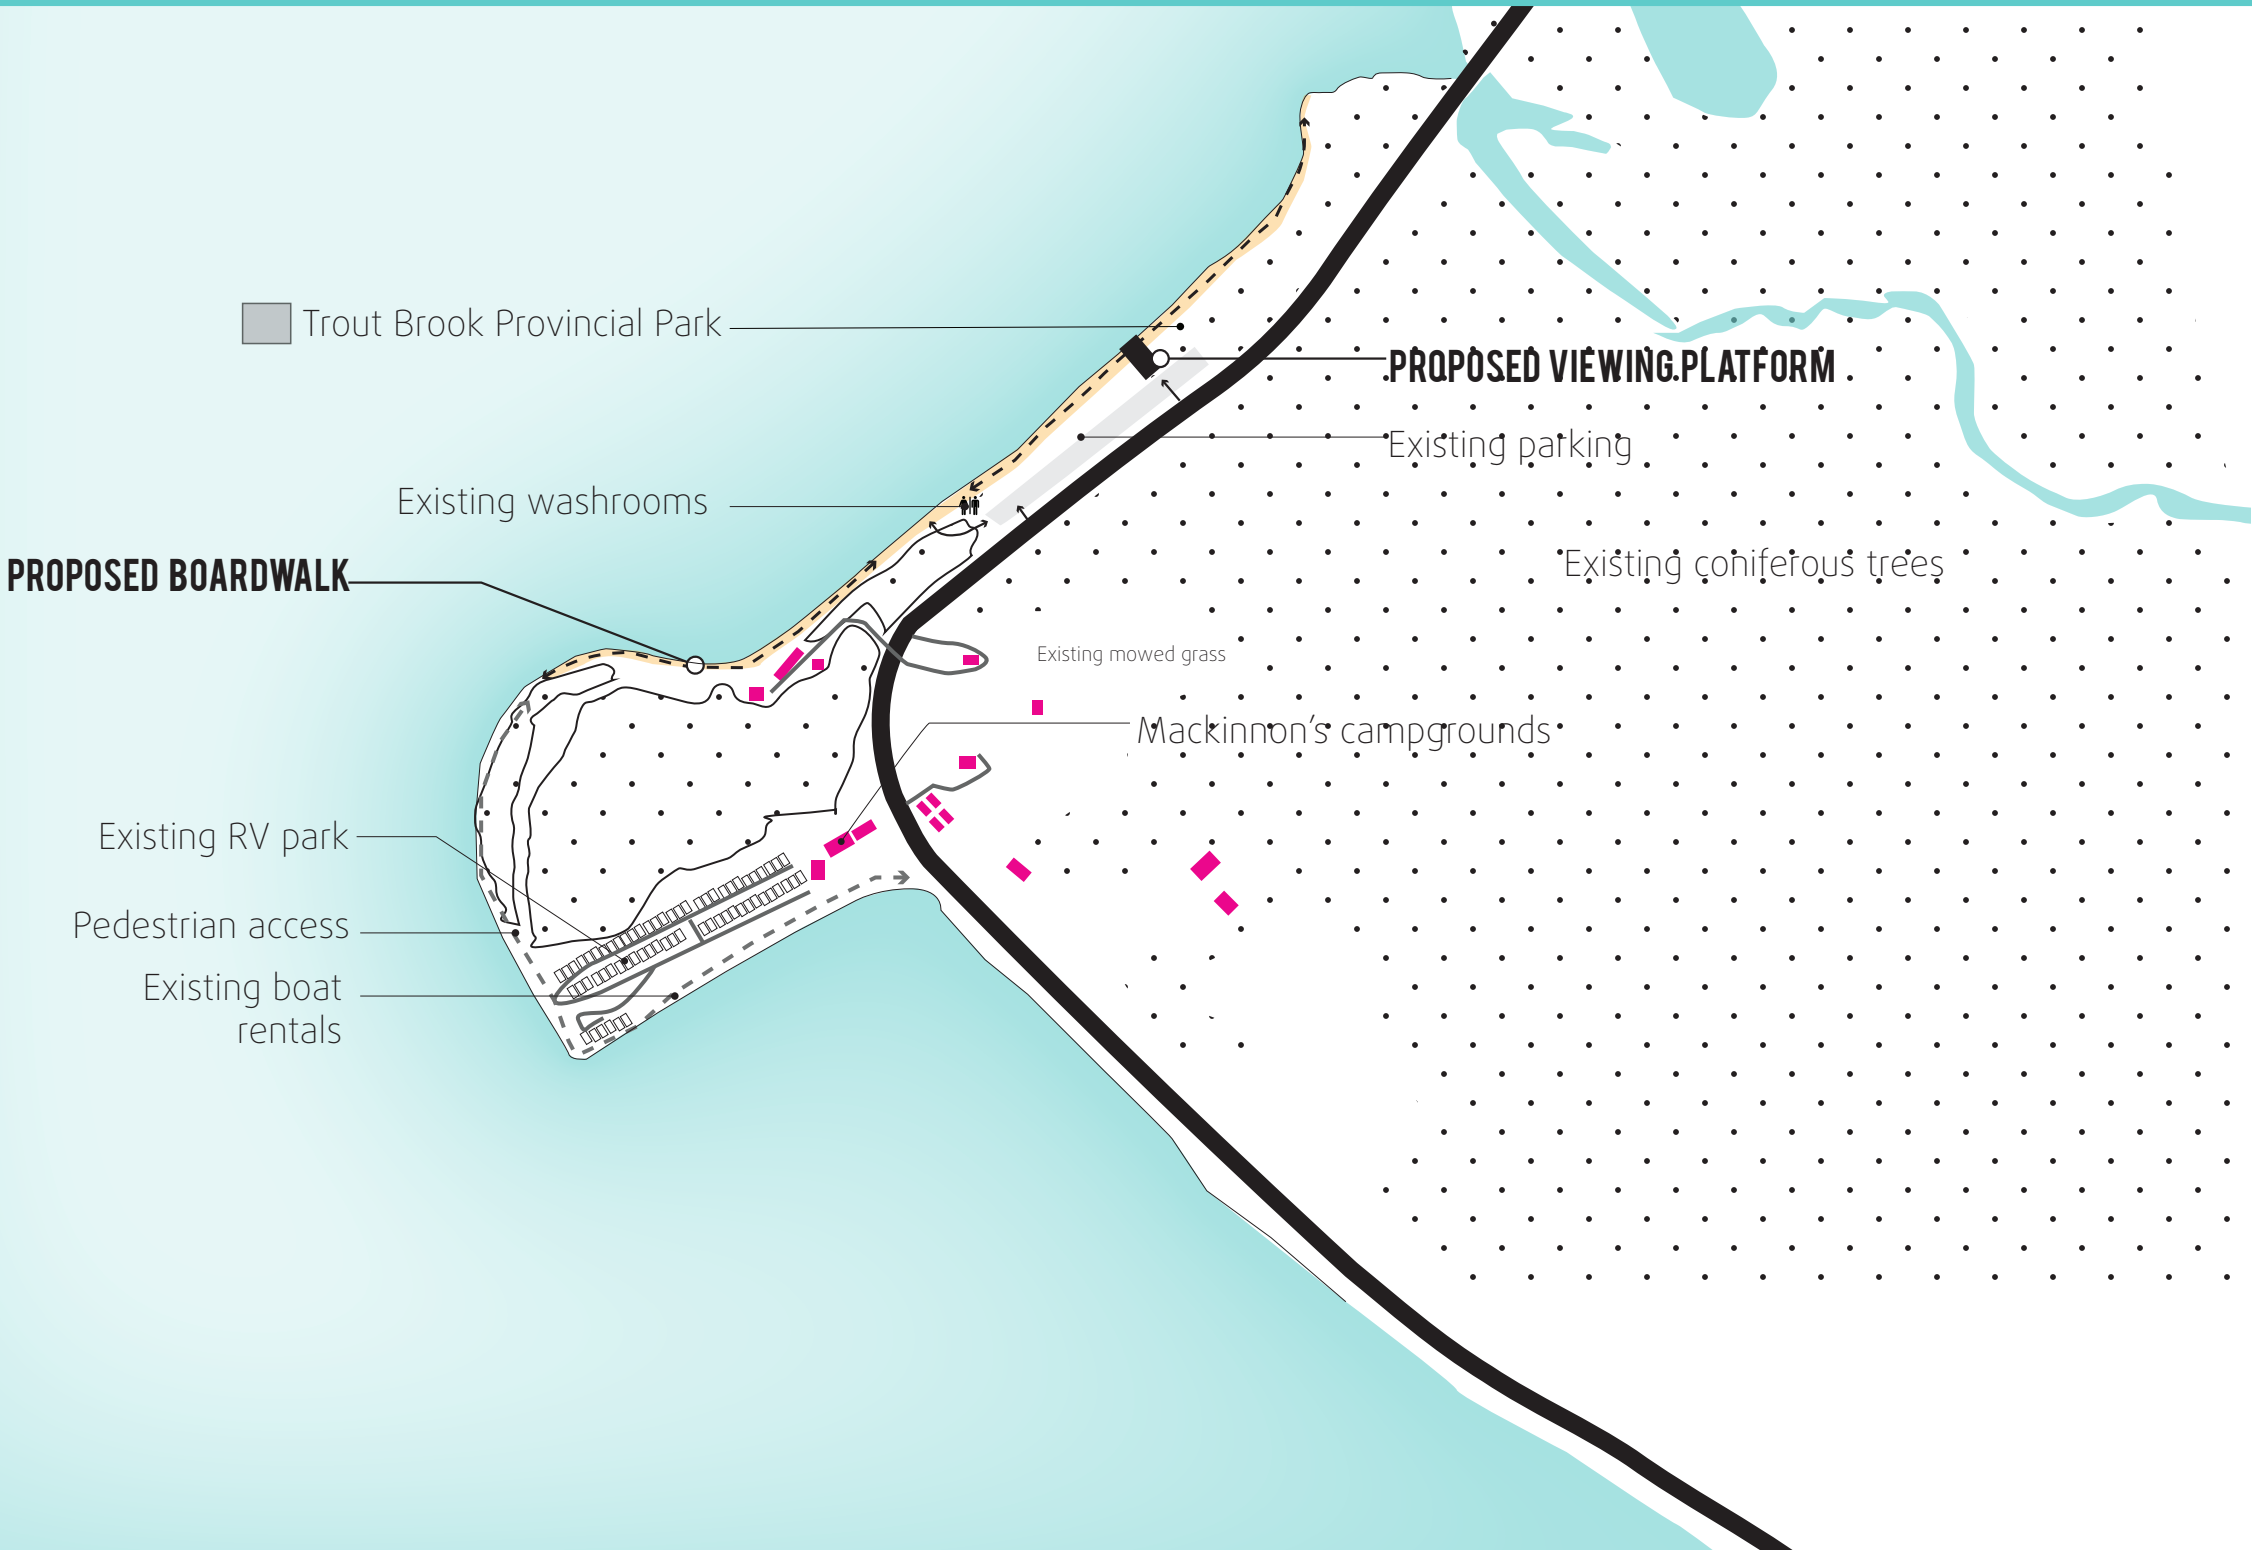 Trout Brook Provincial Park
PROPOSED VIEWING PLATFORM
Existing parking
Existing washrooms
PROPOSED BOARDWALK
Existing coniferous trees
Existing mowed grass
Mackinnon's campgrounds
Existing RV park
Pedestrian access
Existing boat
rentals